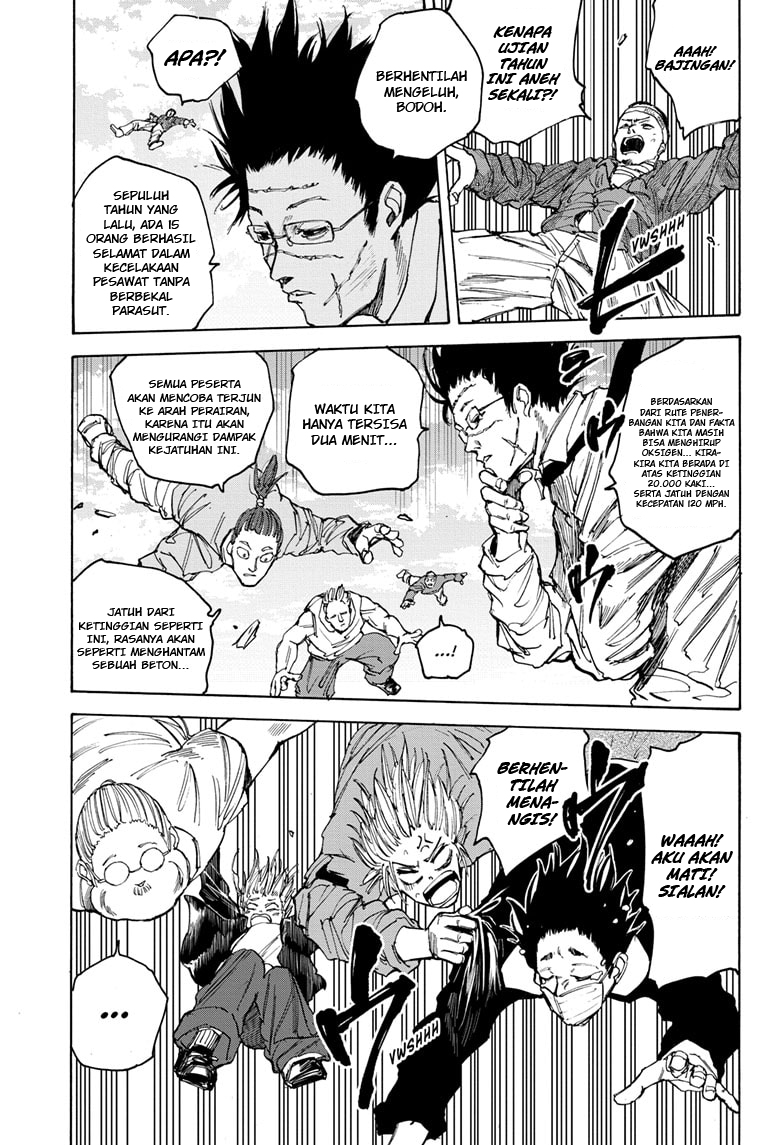 AAAH!
BAJINGAN!
KENAPA
UJIAN
TAHUN
INI ANEH
SEKALI?!
VWSHHH
BERHENTILAH
MENGELUH,
BODOH.
APA?!
SEPULUH
TAHUN YANG
LALU, ADA 15
ORANG BERHASIL
SELAMAT DALAM
KECELAKAAN
PESAWAT TANPA
BERBEKAL
PARASUT.
BERDASARKAN
DARI RUTE PENER-
BANGAN KITA DAN FAKTA
BAHWA KITA MASIH
BISA MENGHIRUP
OKSIGEN... KIRA-
KIRA KITA BERADA DI
ATAS KETINGGIAN
20.000 KAKI...
SERTA JATUH DENGAN
KECEPATAN 120 MPH.
WAKTU KITA
HANYA TERSISA
DUA MENIT...
SEMUA PESERTA
AKAN MENCOBA TERJUN
KE ARAH PERAIRAN,
KARENA ITU AKAN
MENGURANGI DAMPAK
KEJATUHAN INI.
JATUH DARI
KETINGGIAN SEPERTI
INI, RASANYA AKAN
SEPERTI MENGHANTAM
SEBUAH BETON...
...!
WAAAH!
AKU AKAN
MATI!
SIALAN!
BERHEN-
TILAH
MENA-
NGIS!
VWSHHH
...